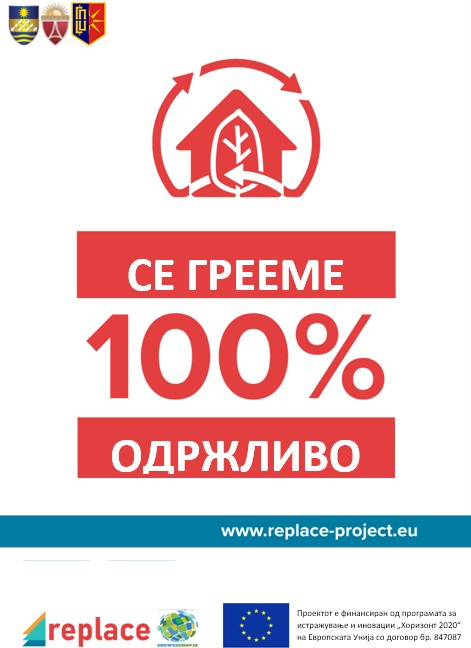 СЕ ГРЕЕМЕ
100%
ОДРЖЛИВО
www.replace-project.eu
replace
Проектот е финансиран од програмата за
истражување и иновации „Хоризонт 2020“
на Европската Унија со договор бр. 847087